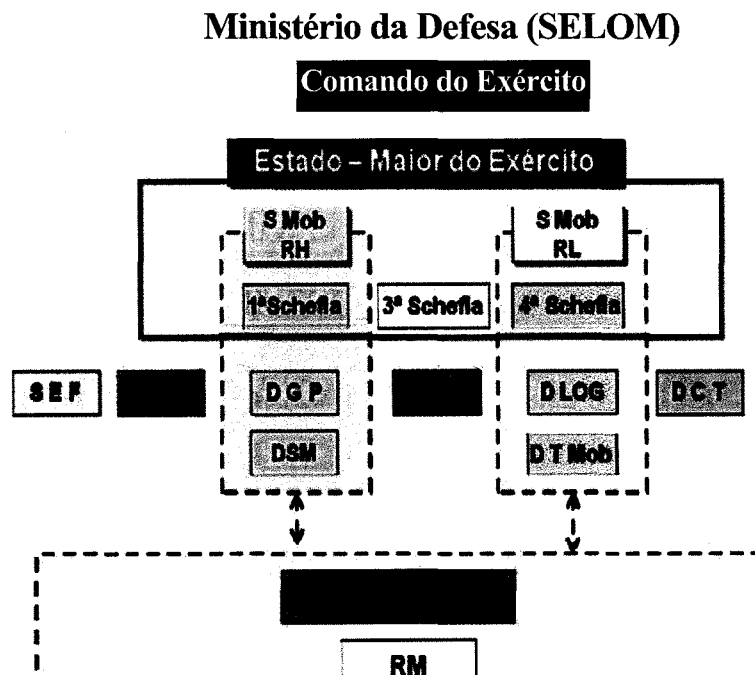 Ministério da Defesa (SELOM)
Comando do Exército
Estado – Maior do Exército
S Mob
RH
S Mob
RL
1ª Schefia
3ª Schefia
4ª Schefia
S E F
D G P
D LOG
D C T
DSM
D T Mob
RM